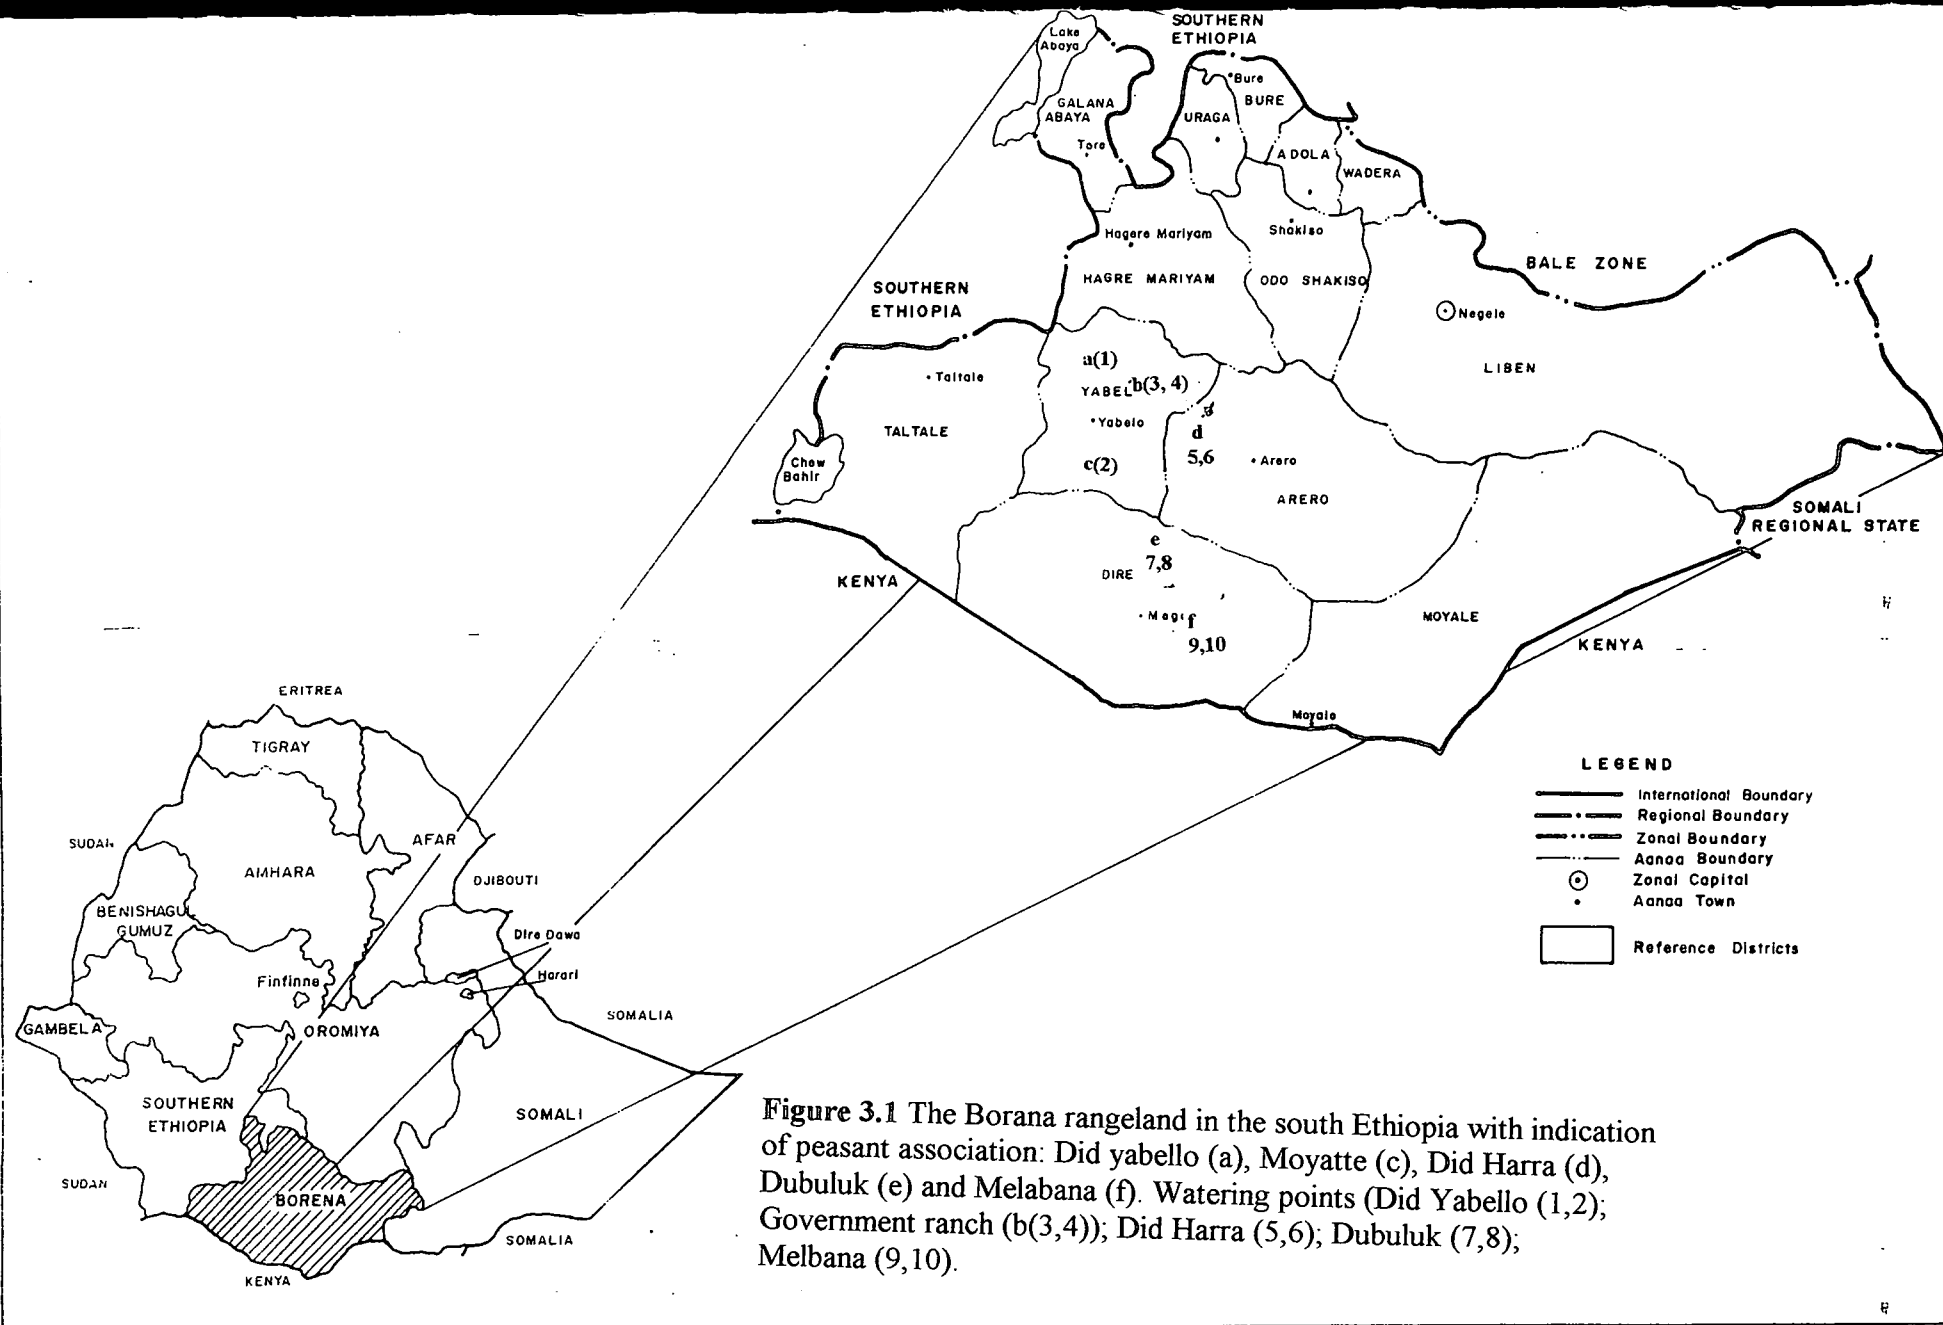 SOUTHERN
ETHIOPIA
Lake
Abaya
Bure
BURE
GALANA
ABAYA
URAGA
Toro
ADOLA
WADERA
Hagere Mariyam
Shakiso
HAGRE MARIYAM
ODO SHAKISO
BALE ZONE
SOUTHERN
ETHIOPIA
Negele
LIBEN
a(1)
b(3, 4)
YABEL
Taltale
Yabelo
TALTALE
d
5,6
Arero
Chew
Bahir
c(2)
ARERO
SOMALI
REGIONAL STATE
e
7,8
KENYA
DIRE
f
9,10
MOYALE
KENYA
Moyale
LEGEND
International Boundary
Regional Boundary
Zonal Boundary
Aanaa Boundary
Zonal Capital
Aanaa Town
Reference Districts
ERITREA
TIGRAY
SUDAN
AFAR
AMHARA
DJIBOUTI
BENISHAGUL
GUMUZ
Dire Dawa
Finfinne
Harari
GAMBELA
OROMIYA
SOMALIA
SOUTHERN
ETHIOPIA
SOMALI
SUDAN
BORENA
SOMALIA
KENYA
Figure 3.1 The Borana rangeland in the south Ethiopia with indication
of peasant association: Did yabello (a), Moyatte (c), Did Harra (d),
Dubuluk (e) and Melabana (f). Watering points (Did Yabello (1,2);
Government ranch (b(3,4)); Did Harra (5,6); Dubuluk (7,8);
Melbana (9,10).